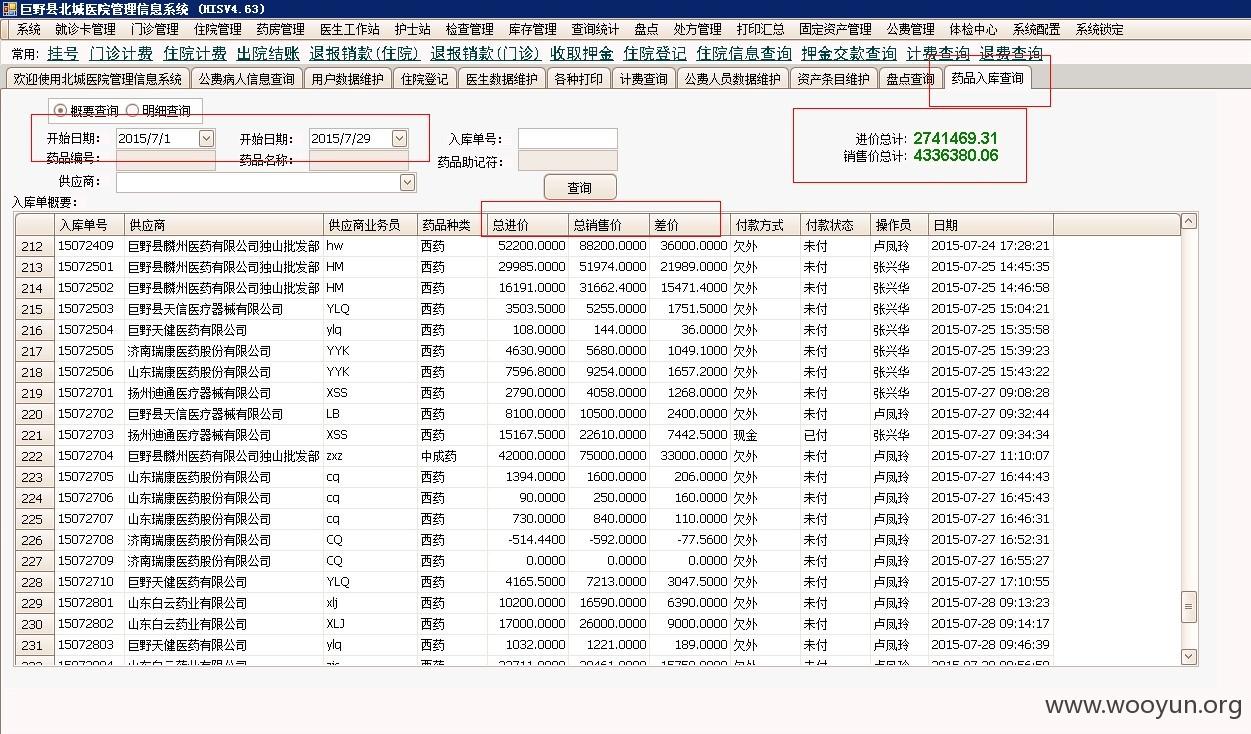 巨野县北城医院管理信息系统 (HISV4.63)
系统 就诊卡管理 门诊管理 住院管理 药房管理 医生工作站 护士站 检查管理 库存管理 查询统计 盘点 处方管理 打印汇总 固定资产管理 公费管理 体检中心 系统配置 系统锁定
常用: 挂号 门诊计费 住院计费 出院结账 退报销款(住院) 退报销款(门诊) 收取押金 住院登记 住院信息查询 押金交款查询 计费查询 退费查询
欢迎使用北城医院管理信息系统 公费病人信息查询 用户数据维护 住院登记 医生数据维护 各种打印 计费查询 公费人员数据维护 资产条目维护 盘点查询 药品入库查询
概要查询 明细查询
开始日期: 2015/7/1 开始日期: 2015/7/29 入库单号: 进价总计: 2741469.31
药品编号: 药品名称: 药品助记符: 销售价总计: 4336380.06
供应商: 查询
入库单概要:
入库单号 供应商 供应商业务员 药品种类 总进价 总销售价 差价 付款方式 付款状态 操作员 日期
212 15072409 巨野县麟州医药有限公司独山批发部 hw 西药 52200.0000 88200.0000 36000.0000 欠外 未付 卢凤玲 2015-07-24 17:28:21
213 15072501 巨野县麟州医药有限公司独山批发部 HM 西药 29985.0000 51974.0000 21989.0000 欠外 未付 张兴华 2015-07-25 14:45:35
214 15072502 巨野县麟州医药有限公司独山批发部 HM 西药 16191.0000 31662.4000 15471.4000 欠外 未付 张兴华 2015-07-25 14:46:58
215 15072503 巨野县天信医疗器械有限公司 YLQ 西药 3503.5000 5255.0000 1751.5000 欠外 未付 张兴华 2015-07-25 15:04:21
216 15072504 巨野天健医药有限公司 ylq 西药 108.0000 144.0000 36.0000 欠外 未付 张兴华 2015-07-25 15:35:58
217 15072505 济南瑞康医药股份有限公司 YYK 西药 4630.9000 5680.0000 1049.1000 欠外 未付 张兴华 2015-07-25 15:39:23
218 15072506 山东瑞康医药股份有限公司 YYK 西药 7596.8000 9254.0000 1657.2000 欠外 未付 张兴华 2015-07-25 15:43:22
219 15072701 扬州迪通医疗器械有限公司 XSS 西药 2790.0000 4058.0000 1268.0000 欠外 未付 张兴华 2015-07-27 09:08:28
220 15072702 巨野县天信医疗器械有限公司 LB 西药 8100.0000 10500.0000 2400.0000 欠外 未付 卢凤玲 2015-07-27 09:32:44
221 15072703 扬州迪通医疗器械有限公司 XSS 西药 15167.5000 22610.0000 7442.5000 现金 已付 张兴华 2015-07-27 09:34:34
222 15072704 巨野县麟州医药有限公司独山批发部 zxz 中成药 42000.0000 75000.0000 33000.0000 欠外 未付 卢凤玲 2015-07-27 11:10:07
223 15072705 山东瑞康医药股份有限公司 cq 西药 1394.0000 1600.0000 206.0000 欠外 未付 卢凤玲 2015-07-27 16:44:43
224 15072706 山东瑞康医药股份有限公司 cq 西药 90.0000 250.0000 160.0000 欠外 未付 卢凤玲 2015-07-27 16:45:43
225 15072707 山东瑞康医药股份有限公司 cq 西药 730.0000 840.0000 110.0000 欠外 未付 卢凤玲 2015-07-27 16:46:31
226 15072708 济南瑞康医药股份有限公司 CQ 西药 -514.4400 -592.0000 -77.5600 欠外 未付 卢凤玲 2015-07-27 16:52:31
227 15072709 济南瑞康医药股份有限公司 CQ 西药 0.0000 0.0000 0.0000 欠外 未付 卢凤玲 2015-07-27 16:55:27
228 15072710 巨野天健医药有限公司 YLQ 西药 4165.5000 7213.0000 3047.5000 欠外 未付 卢凤玲 2015-07-27 17:10:55
229 15072801 山东白云药业有限公司 xlj 西药 10200.0000 16590.0000 6390.0000 欠外 未付 卢凤玲 2015-07-28 09:13:23
230 15072802 山东白云药业有限公司 XLJ 西药 17000.0000 26000.0000 9000.0000 欠外 未付 卢凤玲 2015-07-28 09:14:17
231 15072803 巨野天健医药有限公司 ylq 西药 1032.0000 1221.0000 189.0000 欠外 未付 卢凤玲 2015-07-28 09:46:39
www.wooyun.org